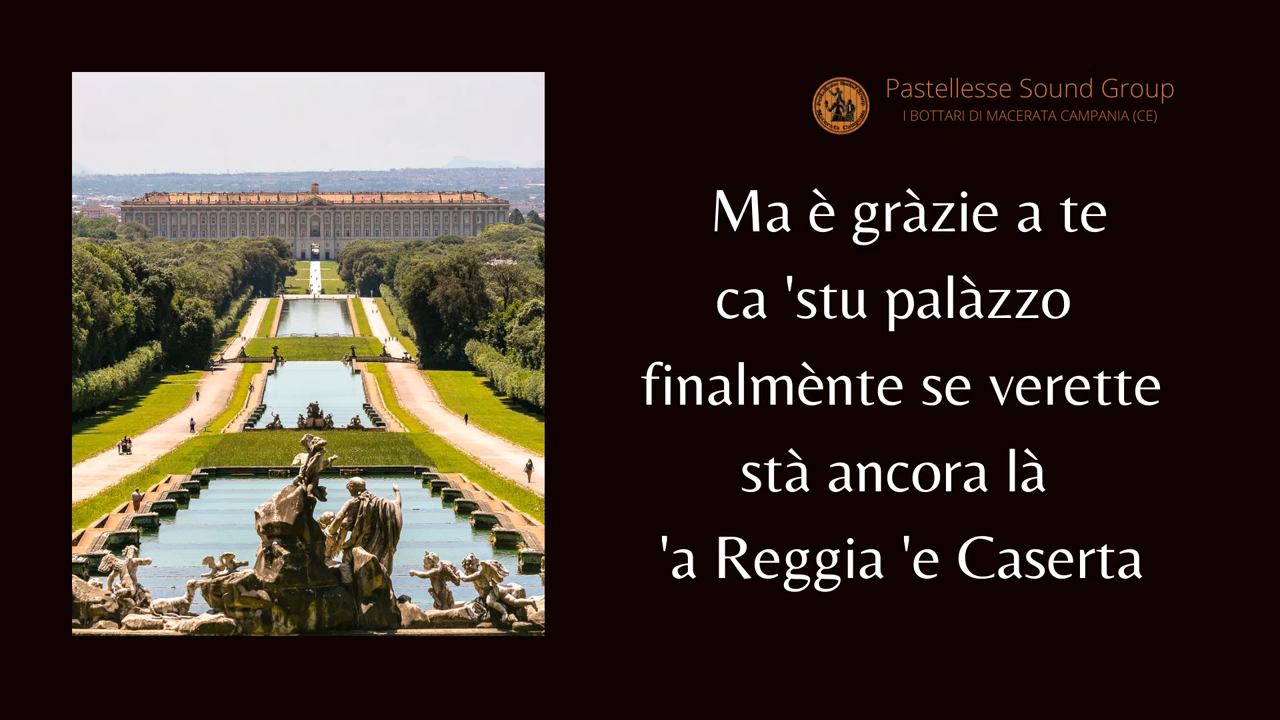 Pastellesse Sound Group
I BOTTARI DI MACERATA CAMPANIA (CE)
Ma è gràzie a te
ca 'stu palàzzo
finalmènte se verette
stà ancora là
'a Reggia 'e Caserta